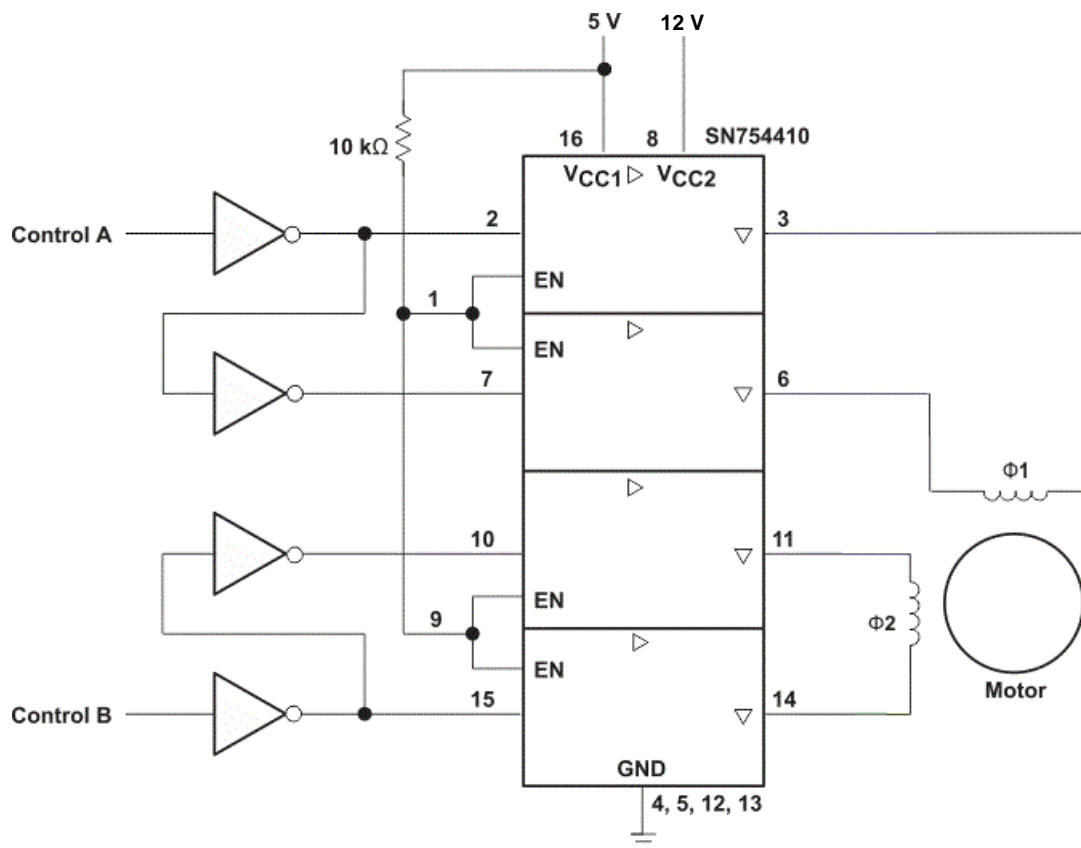 5 V
12 V
SN754410
16
8
10 kΩ
VCC1
VCC2
Control A
2
3
EN
1
EN
7
6
Φ1
10
11
EN
9
Φ2
EN
Motor
Control B
15
14
GND
4, 5, 12, 13